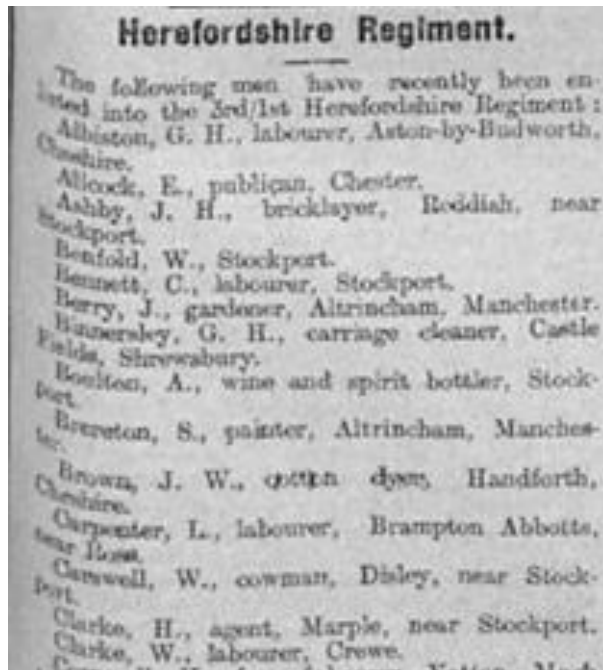 Herefordshire Regiment.
The following men have recently been en-
listed into the 3rd/1st Herefordshire Regiment:
Albiston, G. H., labourer, Aston-by-Budworth,
Cheshire.
Allcock, E., publican, Chester.
Ashby, J. H., bricklayer, Reddish, near
Stockport.
Benfold, W., Stockport.
Bennett, C., labourer, Stockport.
Berry, J., gardener, Altrincham, Manchester.
Binnersley, G. H., carriage cleaner, Castle
Fields, Shrewsbury.
Boulton, A., wine and spirit bottler, Stock-
port.
Brereton, S., painter, Altrincham, Manches-
ter.
Brown, J. W., cotton dyer, Handforth,
Cheshire.
Carpenter, L., labourer, Brampton Abbotts,
near Ross.
Carswell, W., cowman, Disley, near Stock-
port.
Clarke, H., agent, Marple, near Stockport.
Clarke, W., labourer, Crewe.